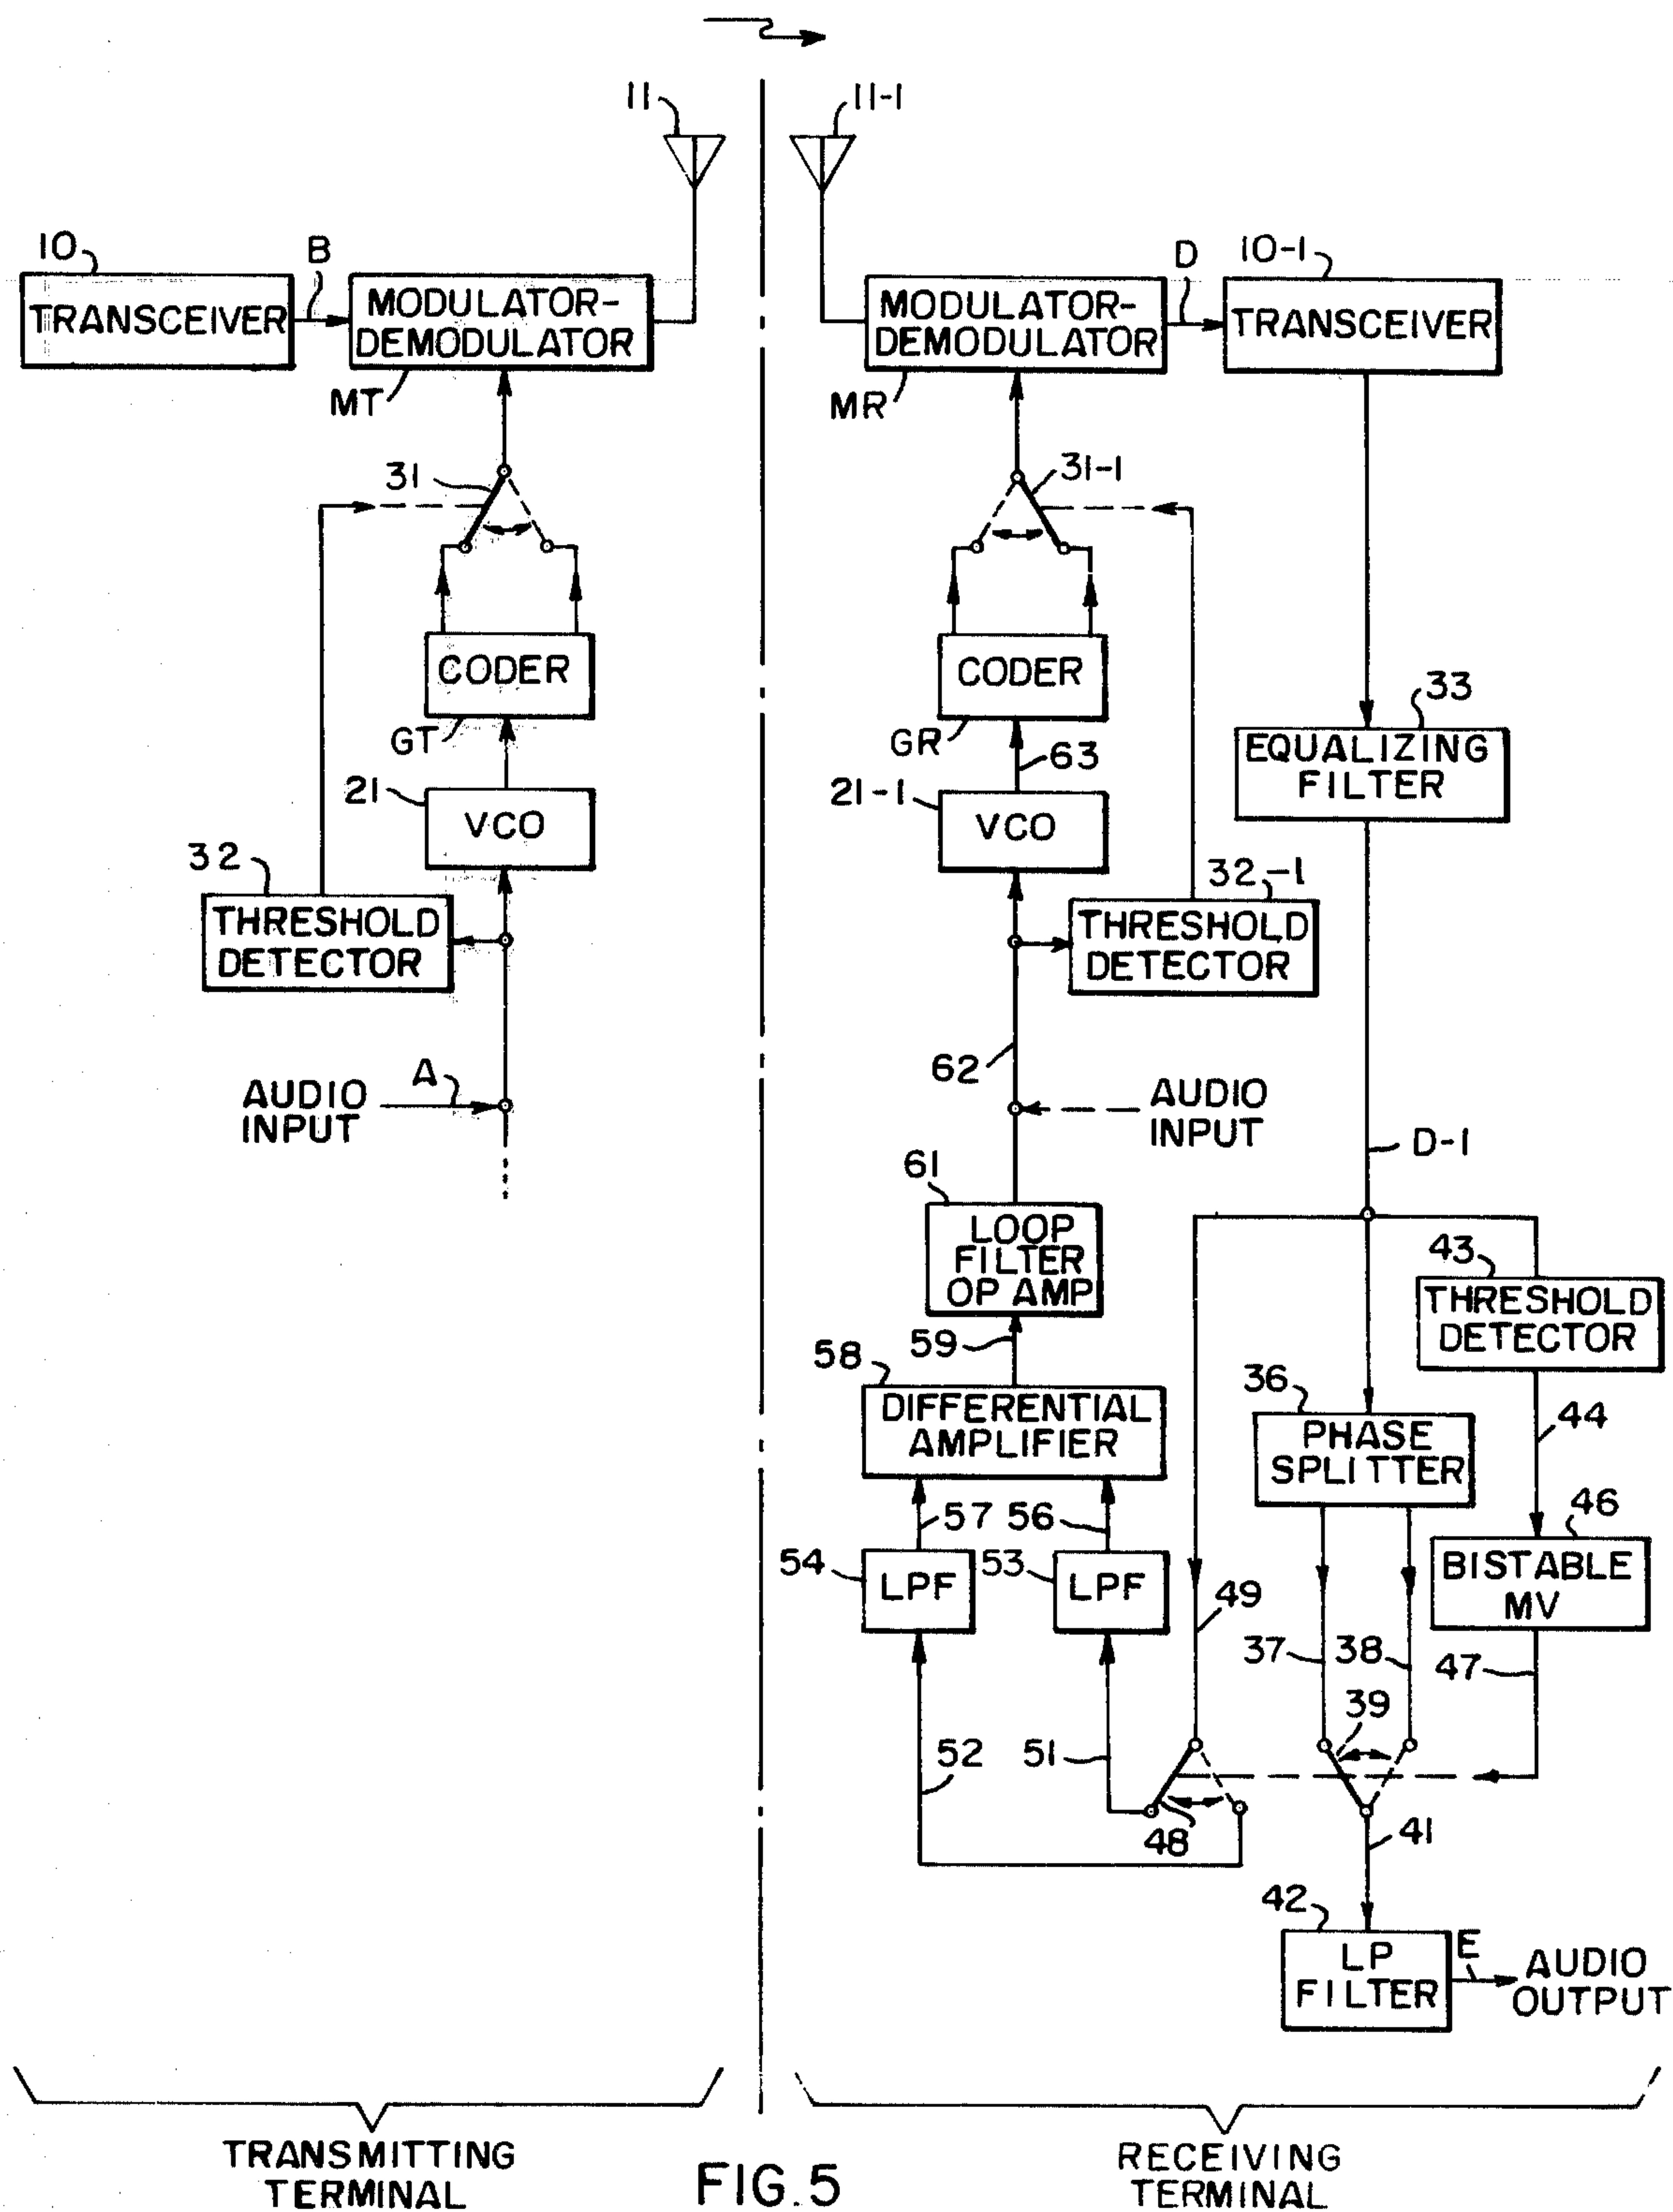 11
11-1
10
B
D
10-1
TRANSCEIVER
MODULATOR-
DEMODULATOR
MODULATOR-
DEMODULATOR
TRANSCEIVER
MT
MR
31
31-1
CODER
CODER
33
GT
GR
63
EQUALIZING
FILTER
21
VCO
21-1
VCO
32
THRESHOLD
DETECTOR
32-1
THRESHOLD
DETECTOR
62
A
AUDIO
INPUT
AUDIO
INPUT
D-1
61
LOOP
FILTER
OP AMP
43
THRESHOLD
DETECTOR
59
58
DIFFERENTIAL
AMPLIFIER
36
PHASE
SPLITTER
44
57
56
46
54
LPF
53
LPF
BISTABLE
MV
49
37
38
47
39
52
51
48
41
42
LP
FILTER
E
AUDIO
OUTPUT
TRANSMITTING
TERMINAL
RECEIVING
TERMINAL
FIG.5